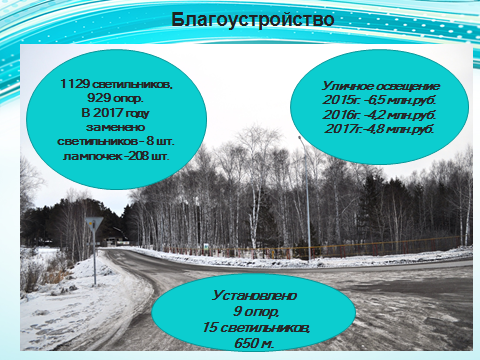 Благоустройство
1129 светильников,
929 опор.
В 2017 году
заменено
светильников – 8 шт.
лампочек –208 шт.
Уличное освещение
2015г. -6,5 млн.руб.
2016г. -4,2 млн.руб.
2017г.-4,8 млн.руб.
Установлено
9 опор,
15 светильников,
650 м.